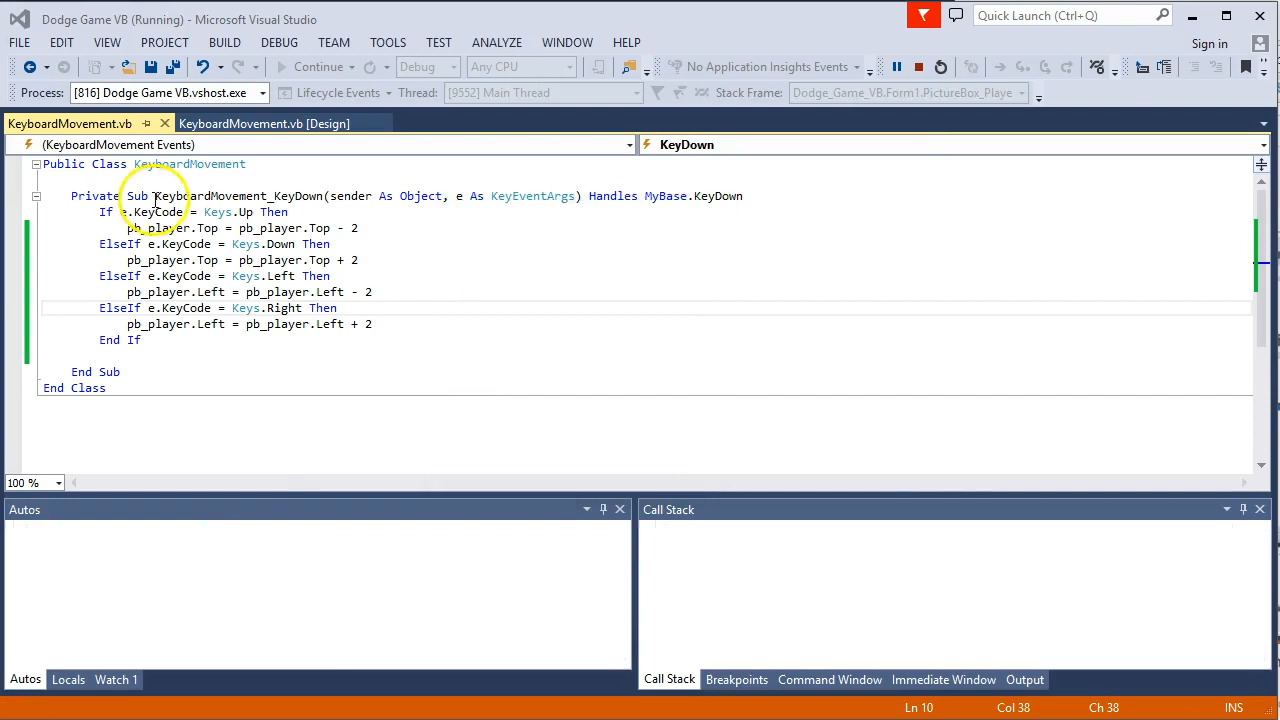 Dodge Game VB (Running) - Microsoft Visual Studio
Quick Launch (Ctrl+Q)
FILE EDIT VIEW PROJECT BUILD DEBUG TEAM TOOLS TEST ANALYZE WINDOW HELP
Sign in
Continue Debug Any CPU No Application Insights Events
Process: [816] Dodge Game VB.vshost.exe Lifecycle Events Thread: [9552] Main Thread Stack Frame: Dodge_Game_VB.Form1.PictureBox_Playe
KeyboardMovement.vb KeyboardMovement.vb [Design]
(KeyboardMovement Events) KeyDown
Public Class KeyboardMovement
Private Sub KeyboardMovement_KeyDown(sender As Object, e As KeyEventArgs) Handles MyBase.KeyDown
If e.KeyCode = Keys.Up Then
pb_player.Top = pb_player.Top - 2
ElseIf e.KeyCode = Keys.Down Then
pb_player.Top = pb_player.Top + 2
ElseIf e.KeyCode = Keys.Left Then
pb_player.Left = pb_player.Left - 2
ElseIf e.KeyCode = Keys.Right Then
pb_player.Left = pb_player.Left + 2
End If
End Sub
End Class
100 %
Autos
Call Stack
Autos Locals Watch 1
Call Stack Breakpoints Command Window Immediate Window Output
Ln 10 Col 38 Ch 38 INS